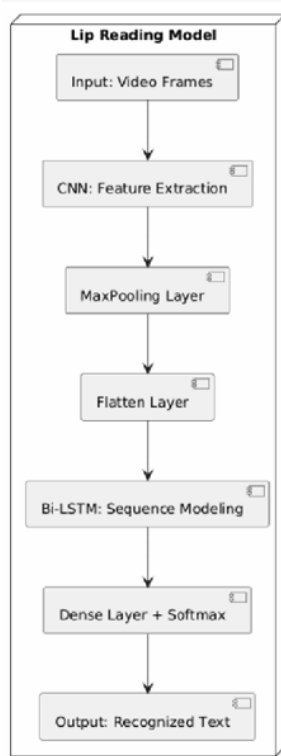 Lip Reading Model
Input: Video Frames
CNN: Feature Extraction
MaxPooling Layer
Flatten Layer
Bi-LSTM: Sequence Modeling
Dense Layer + Softmax
Output: Recognized Text